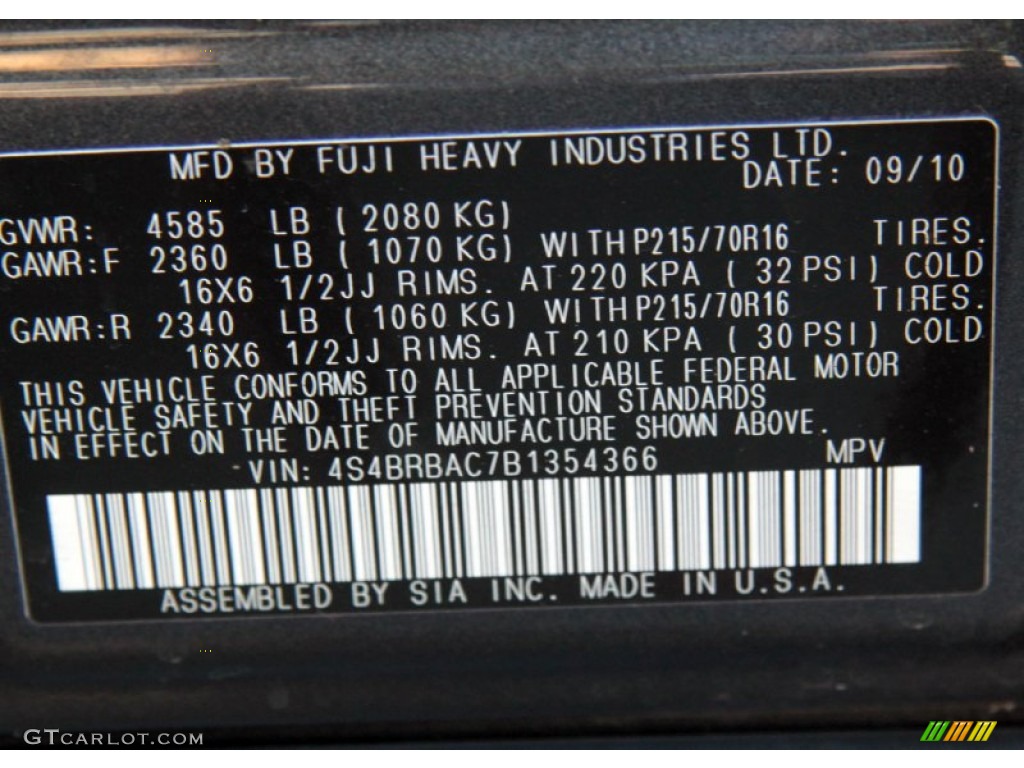 MFD BY FUJI HEAVY INDUSTRIES LTD.
DATE: 09/10
GVWR: 4585 LB ( 2080 KG)
GAWR:F 2360 LB ( 1070 KG) WITH P215/70R16 TIRES.
16X6 1/2JJ RIMS. AT 220 KPA ( 32 PSI) COLD
GAWR:R 2340 LB ( 1060 KG) WITH P215/70R16 TIRES.
16X6 1/2JJ RIMS. AT 210 KPA ( 30 PSI) COLD
THIS VEHICLE CONFORMS TO ALL APPLICABLE FEDERAL MOTOR
VEHICLE SAFETY AND THEFT PREVENTION STANDARDS
IN EFFECT ON THE DATE OF MANUFACTURE SHOWN ABOVE.
VIN: 4S4BRBAC7B1354366 MPV
ASSEMBLED BY SIA INC. MADE IN U.S.A.
GTCARLOT.COM